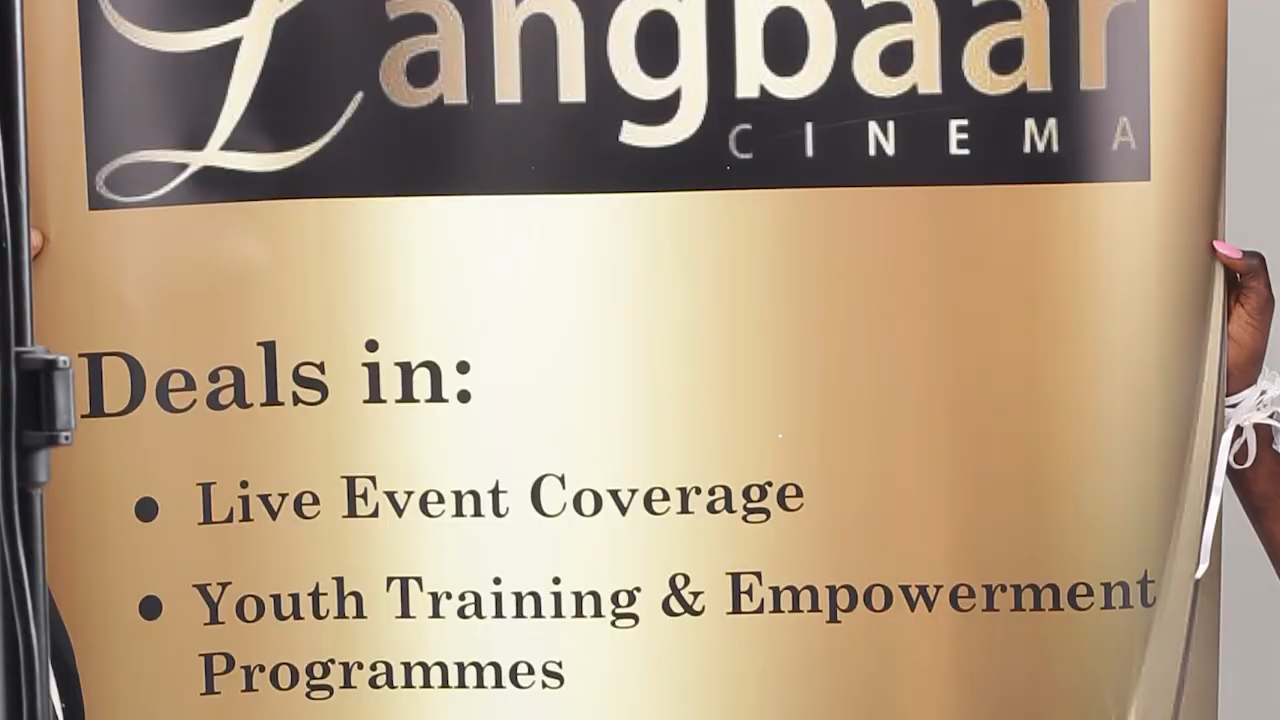 Langbaar
CINEMA
Deals in:
• Live Event Coverage
• Youth Training & Empowerment
Programmes